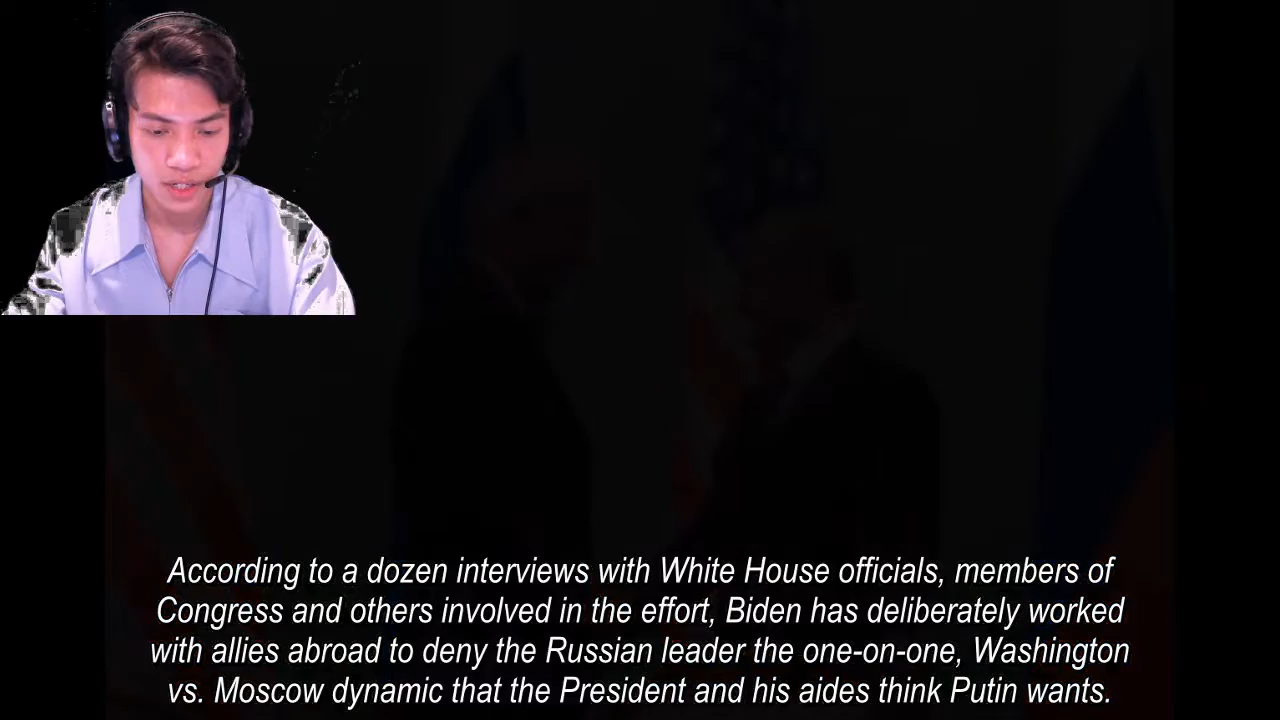 According to a dozen interviews with White House officials, members of
Congress and others involved in the effort, Biden has deliberately worked
with allies abroad to deny the Russian leader the one-on-one, Washington
vs. Moscow dynamic that the President and his aides think Putin wants.